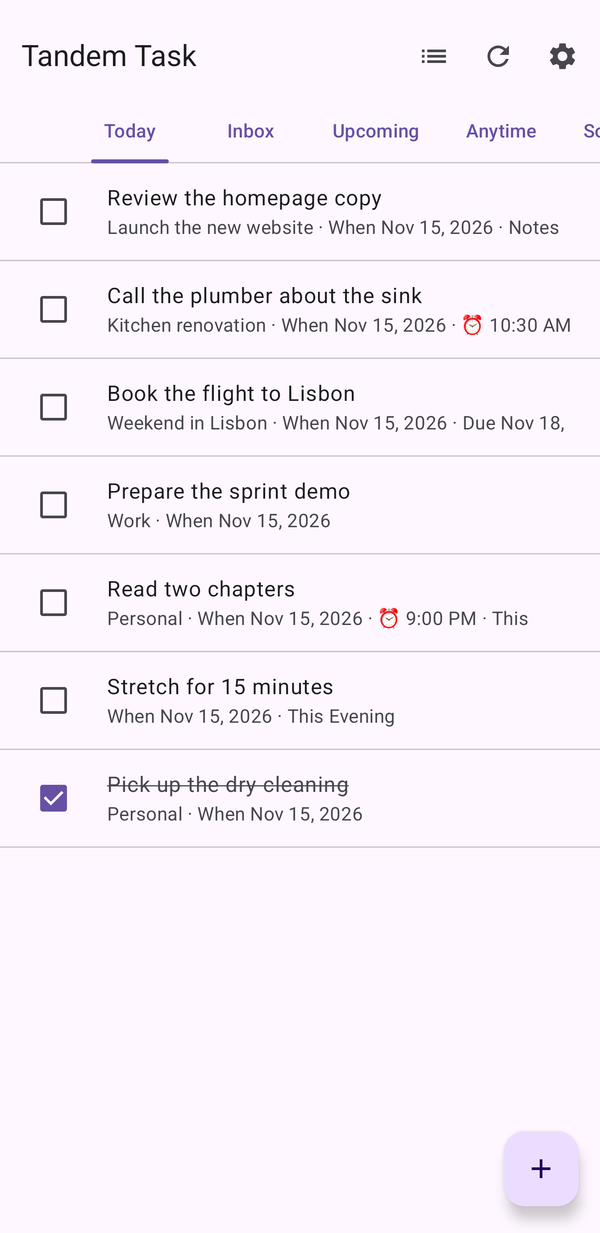 Tandem Task
Today Inbox Upcoming Anytime
Review the homepage copy
Launch the new website · When Nov 15, 2026 · Notes
Call the plumber about the sink
Kitchen renovation · When Nov 15, 2026 · ⏰ 10:30 AM
Book the flight to Lisbon
Weekend in Lisbon · When Nov 15, 2026 · Due Nov 18,
Prepare the sprint demo
Work · When Nov 15, 2026
Read two chapters
Personal · When Nov 15, 2026 · ⏰ 9:00 PM · This
Stretch for 15 minutes
When Nov 15, 2026 · This Evening
Pick up the dry cleaning
Personal · When Nov 15, 2026